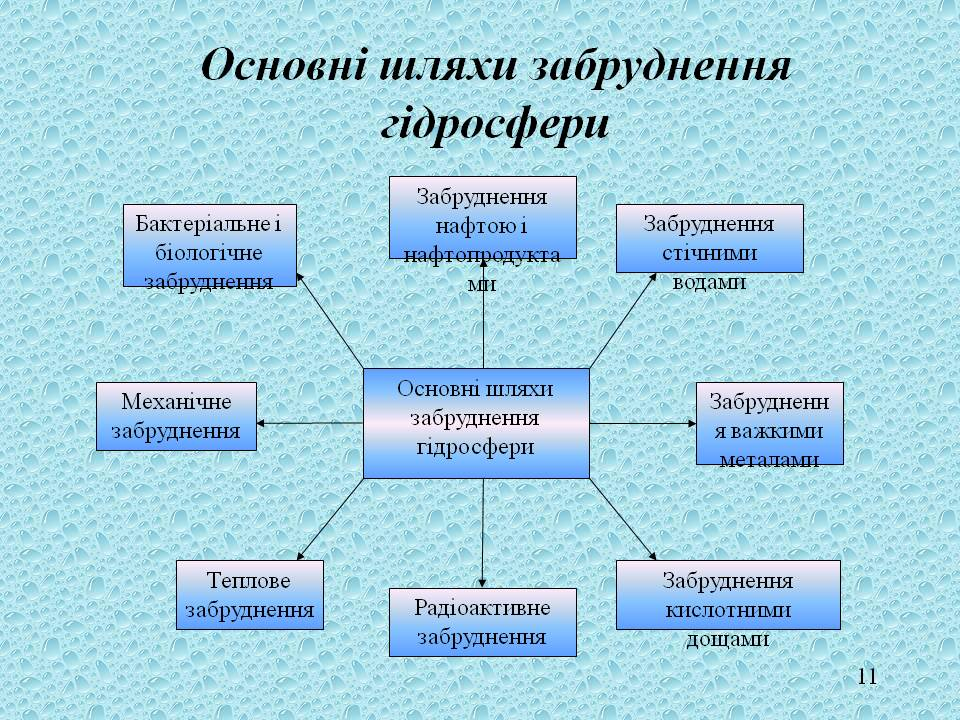 Основні шляхи забруднення
гідросфери
Бактеріальне і
біологічне
забруднення
Забруднення
нафтою і
нафтопродукта
ми
Забруднення
стічними
водами
Механічне
забруднення
Основні шляхи
забруднення
гідросфери
Забрудненн
я важкими
металами
Теплове
забруднення
Радіоактивне
забруднення
Забруднення
кислотними
дощами
11